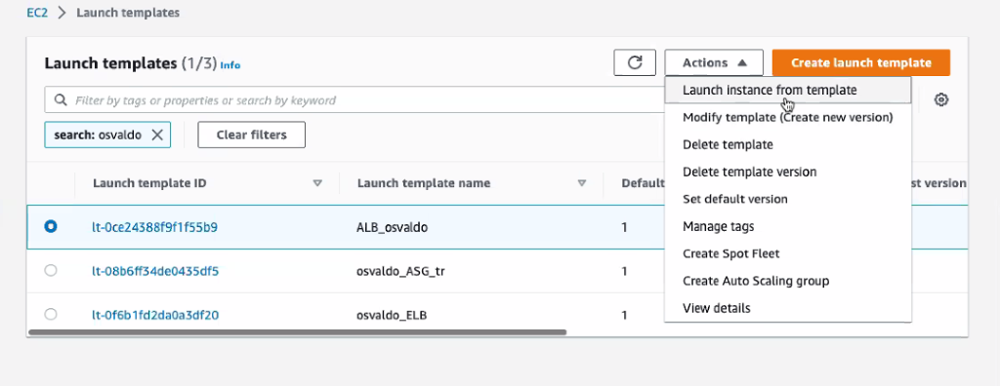 EC2 > Launch templates
Launch templates (1/3) Info
Actions
Create launch template
Filter by tags or properties or search by keyword
search: osvaldo
Clear filters
Launch instance from template
Modify template (Create new version)
Delete template
Delete template version
Set default version
Manage tags
Create Spot Fleet
Create Auto Scaling group
View details
Launch template ID Launch template name Default st version
lt-0ce24388f9f1f55b9 ALB_osvaldo 1
lt-08b6ff34de0435df5 osvaldo_ASG_tr 1
lt-0f6b1fd2da0a3df20 osvaldo_ELB 1